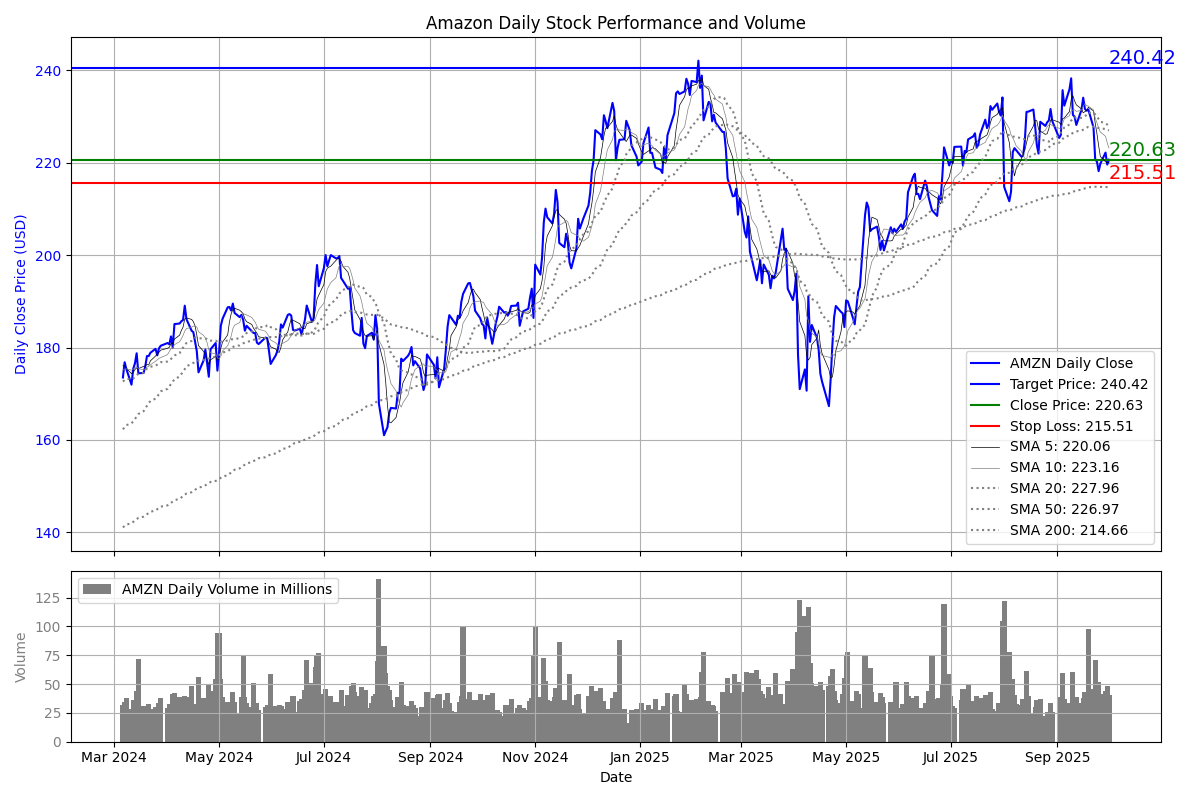 Amazon Daily Stock Performance and Volume
240.42
220.63
215.51
Daily Close Price (USD)
240
220
200
180
160
140
AMZN Daily Close
Target Price: 240.42
Close Price: 220.63
Stop Loss: 215.51
SMA 5: 220.06
SMA 10: 223.16
SMA 20: 227.96
SMA 50: 226.97
SMA 200: 214.66
AMZN Daily Volume in Millions
Volume
125
100
75
50
25
0
Mar 2024 May 2024 Jul 2024 Sep 2024 Nov 2024 Jan 2025 Mar 2025 May 2025 Jul 2025 Sep 2025
Date